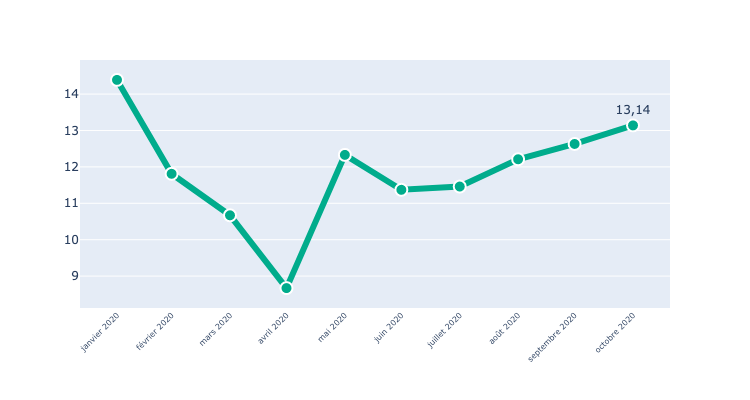 14
13,14
13
12
11
10
9
janvier 2020
février 2020
mars 2020
avril 2020
mai 2020
juin 2020
juillet 2020
août 2020
septembre 2020
octobre 2020